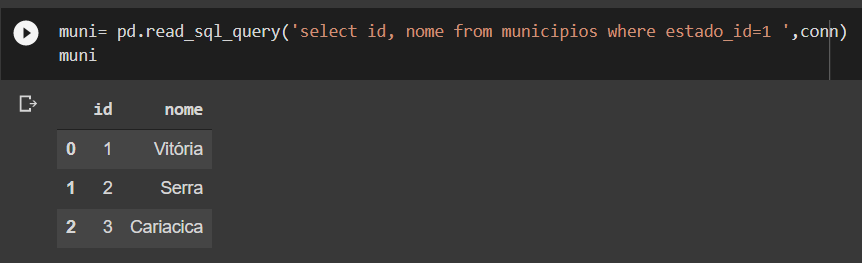 muni= pd.read_sql_query('select id, nome from municipios where estado_id=1 ',conn)
muni
id nome
0 1 Vitória
1 2 Serra
2 3 Cariacica